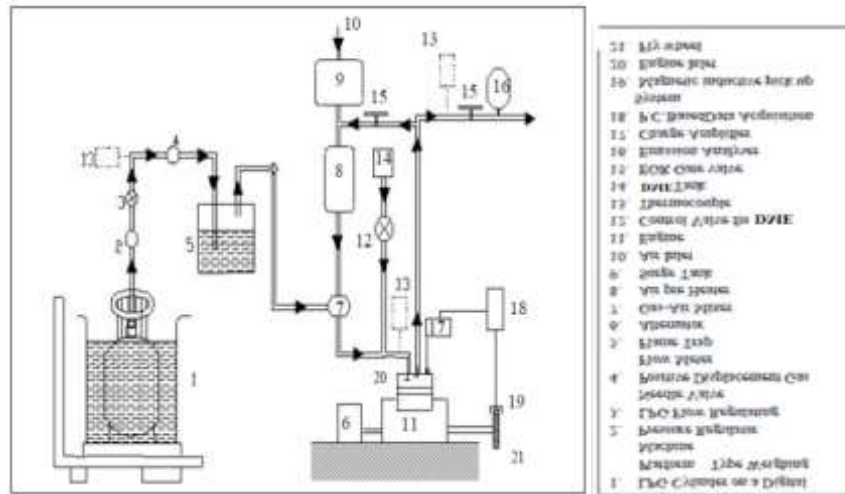 10
13
9
15
15
16
4
8
14
3
5
2
12
13
7
18
17
1
20
19
6
11
21
1. LPG Cylinder on a Digital
Platform Type Weighing
Machine
2. Pressure Regulator
3. LPG Flow Regulating
Needle Valve
4. Positive Displacement Gas
Flow Meter
5. Flame Trap
6. Alternator
7. Gas-Air Mixer
8. Air pre Heater
9. Surge Tank
10. Air Inlet
11. Engine
12. Control Valve for DME
13. Thermocouple
14. DME Tank
15. EGR Gate valve
16. Emission Analyser
17. Charge Amplifier
18. P.C. Based Data Acquisition
System
19. Magnetic inductive pick up
20. Engine Inlet
21. Fly wheel